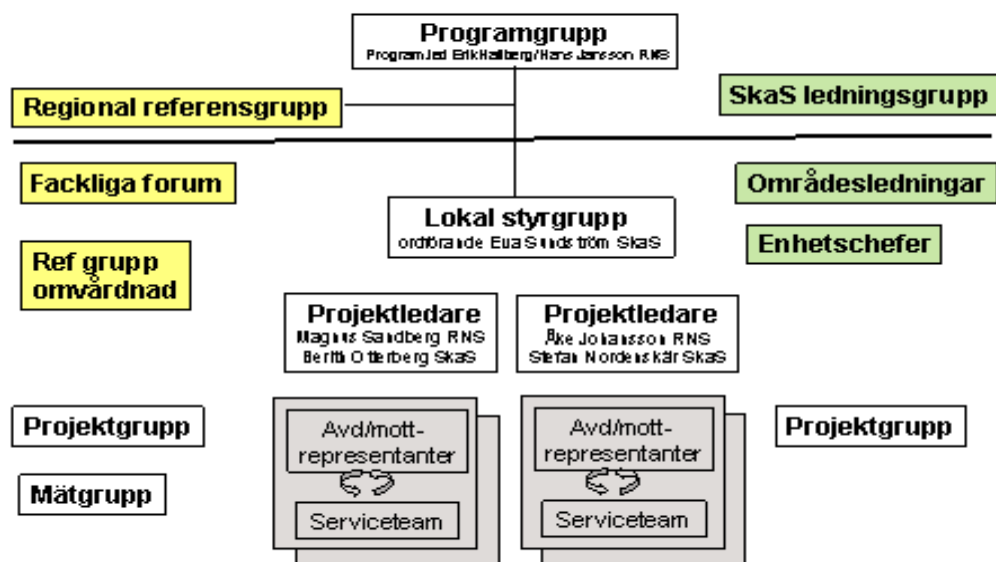 Programgrupp
Programled Erik Hallberg/Hans Jansson RNS
Regional referensgrupp
SkaS ledningsgrupp
Fackliga forum
Områdesledningar
Lokal styrgrupp
ordförande Eva Sundström SkaS
Enhetschefer
Ref grupp
omvårdnad
Projektledare
Magnus Sandberg RNS
Berith Otterberg SkaS
Projektledare
Åke Johansson RNS
Stefan Nordenskär SkaS
Projektgrupp
Avd/mott-
representanter
Avd/mott-
representanter
Projektgrupp
Mätgrupp
Serviceteam
Serviceteam